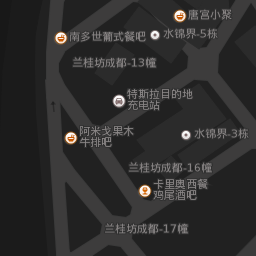 唐宫小聚
水锦界-5栋
南多世葡式餐吧
兰桂坊成都-13幢
特斯拉目的地
充电站
阿米戈果木
牛排吧
水锦界-3栋
兰桂坊成都-16幢
卡里奥西餐
鸡尾酒吧
兰桂坊成都-17幢